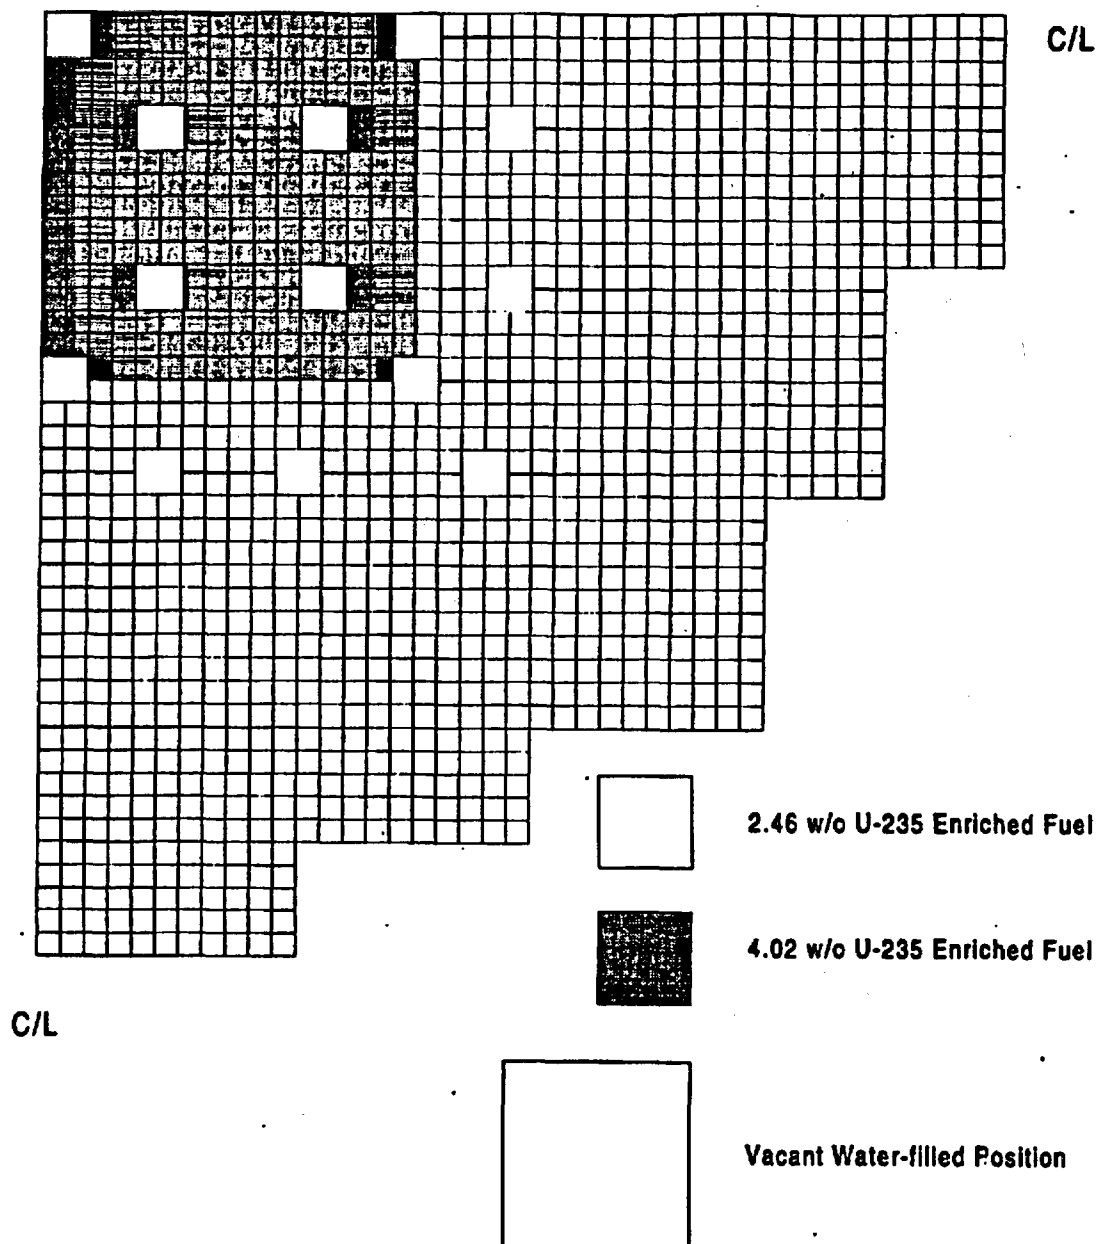 C/L
2.46 w/o U-235 Enriched Fuel
4.02 w/o U-235 Enriched Fuel
C/L
Vacant Water-filled Position